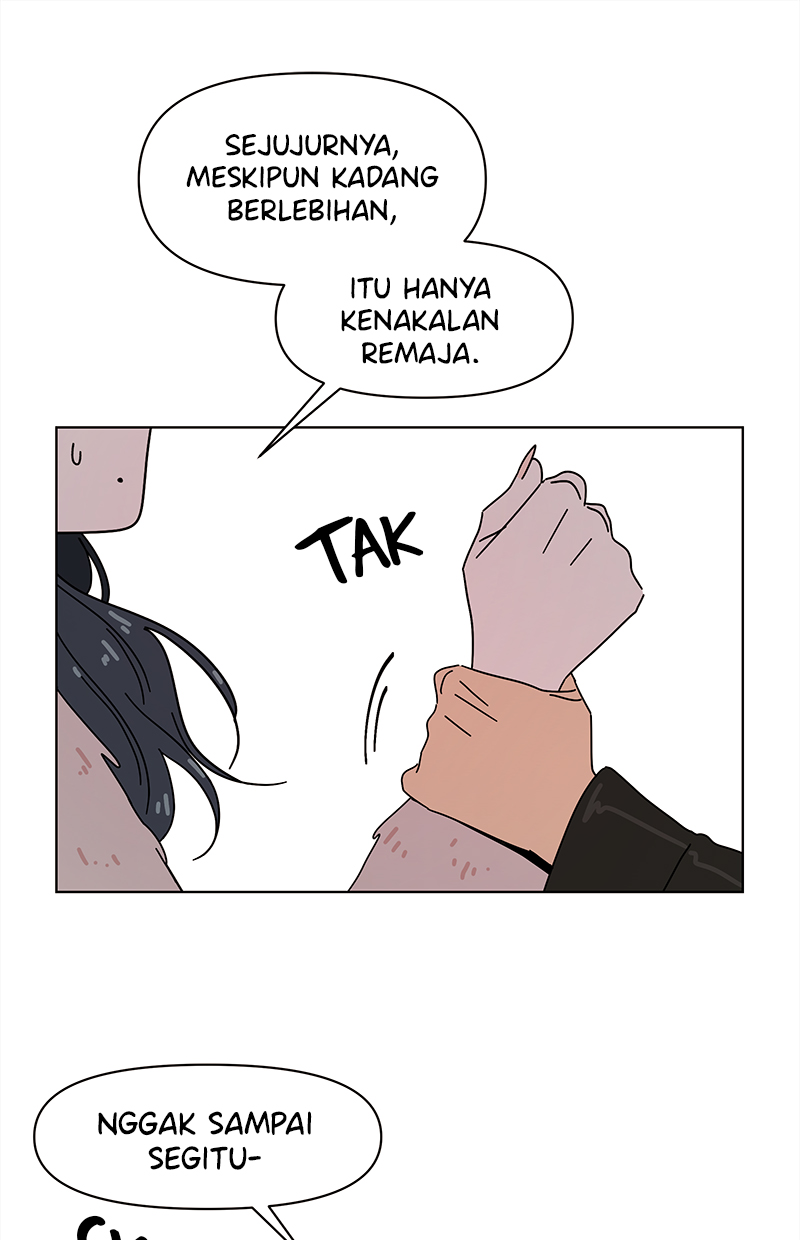 SEJUJURNYA,
MESKIPUN KADANG
BERLEBIHAN,
ITU HANYA
KENAKALAN
REMAJA.
TAK
NGGAK SAMPAI
SEGITU-